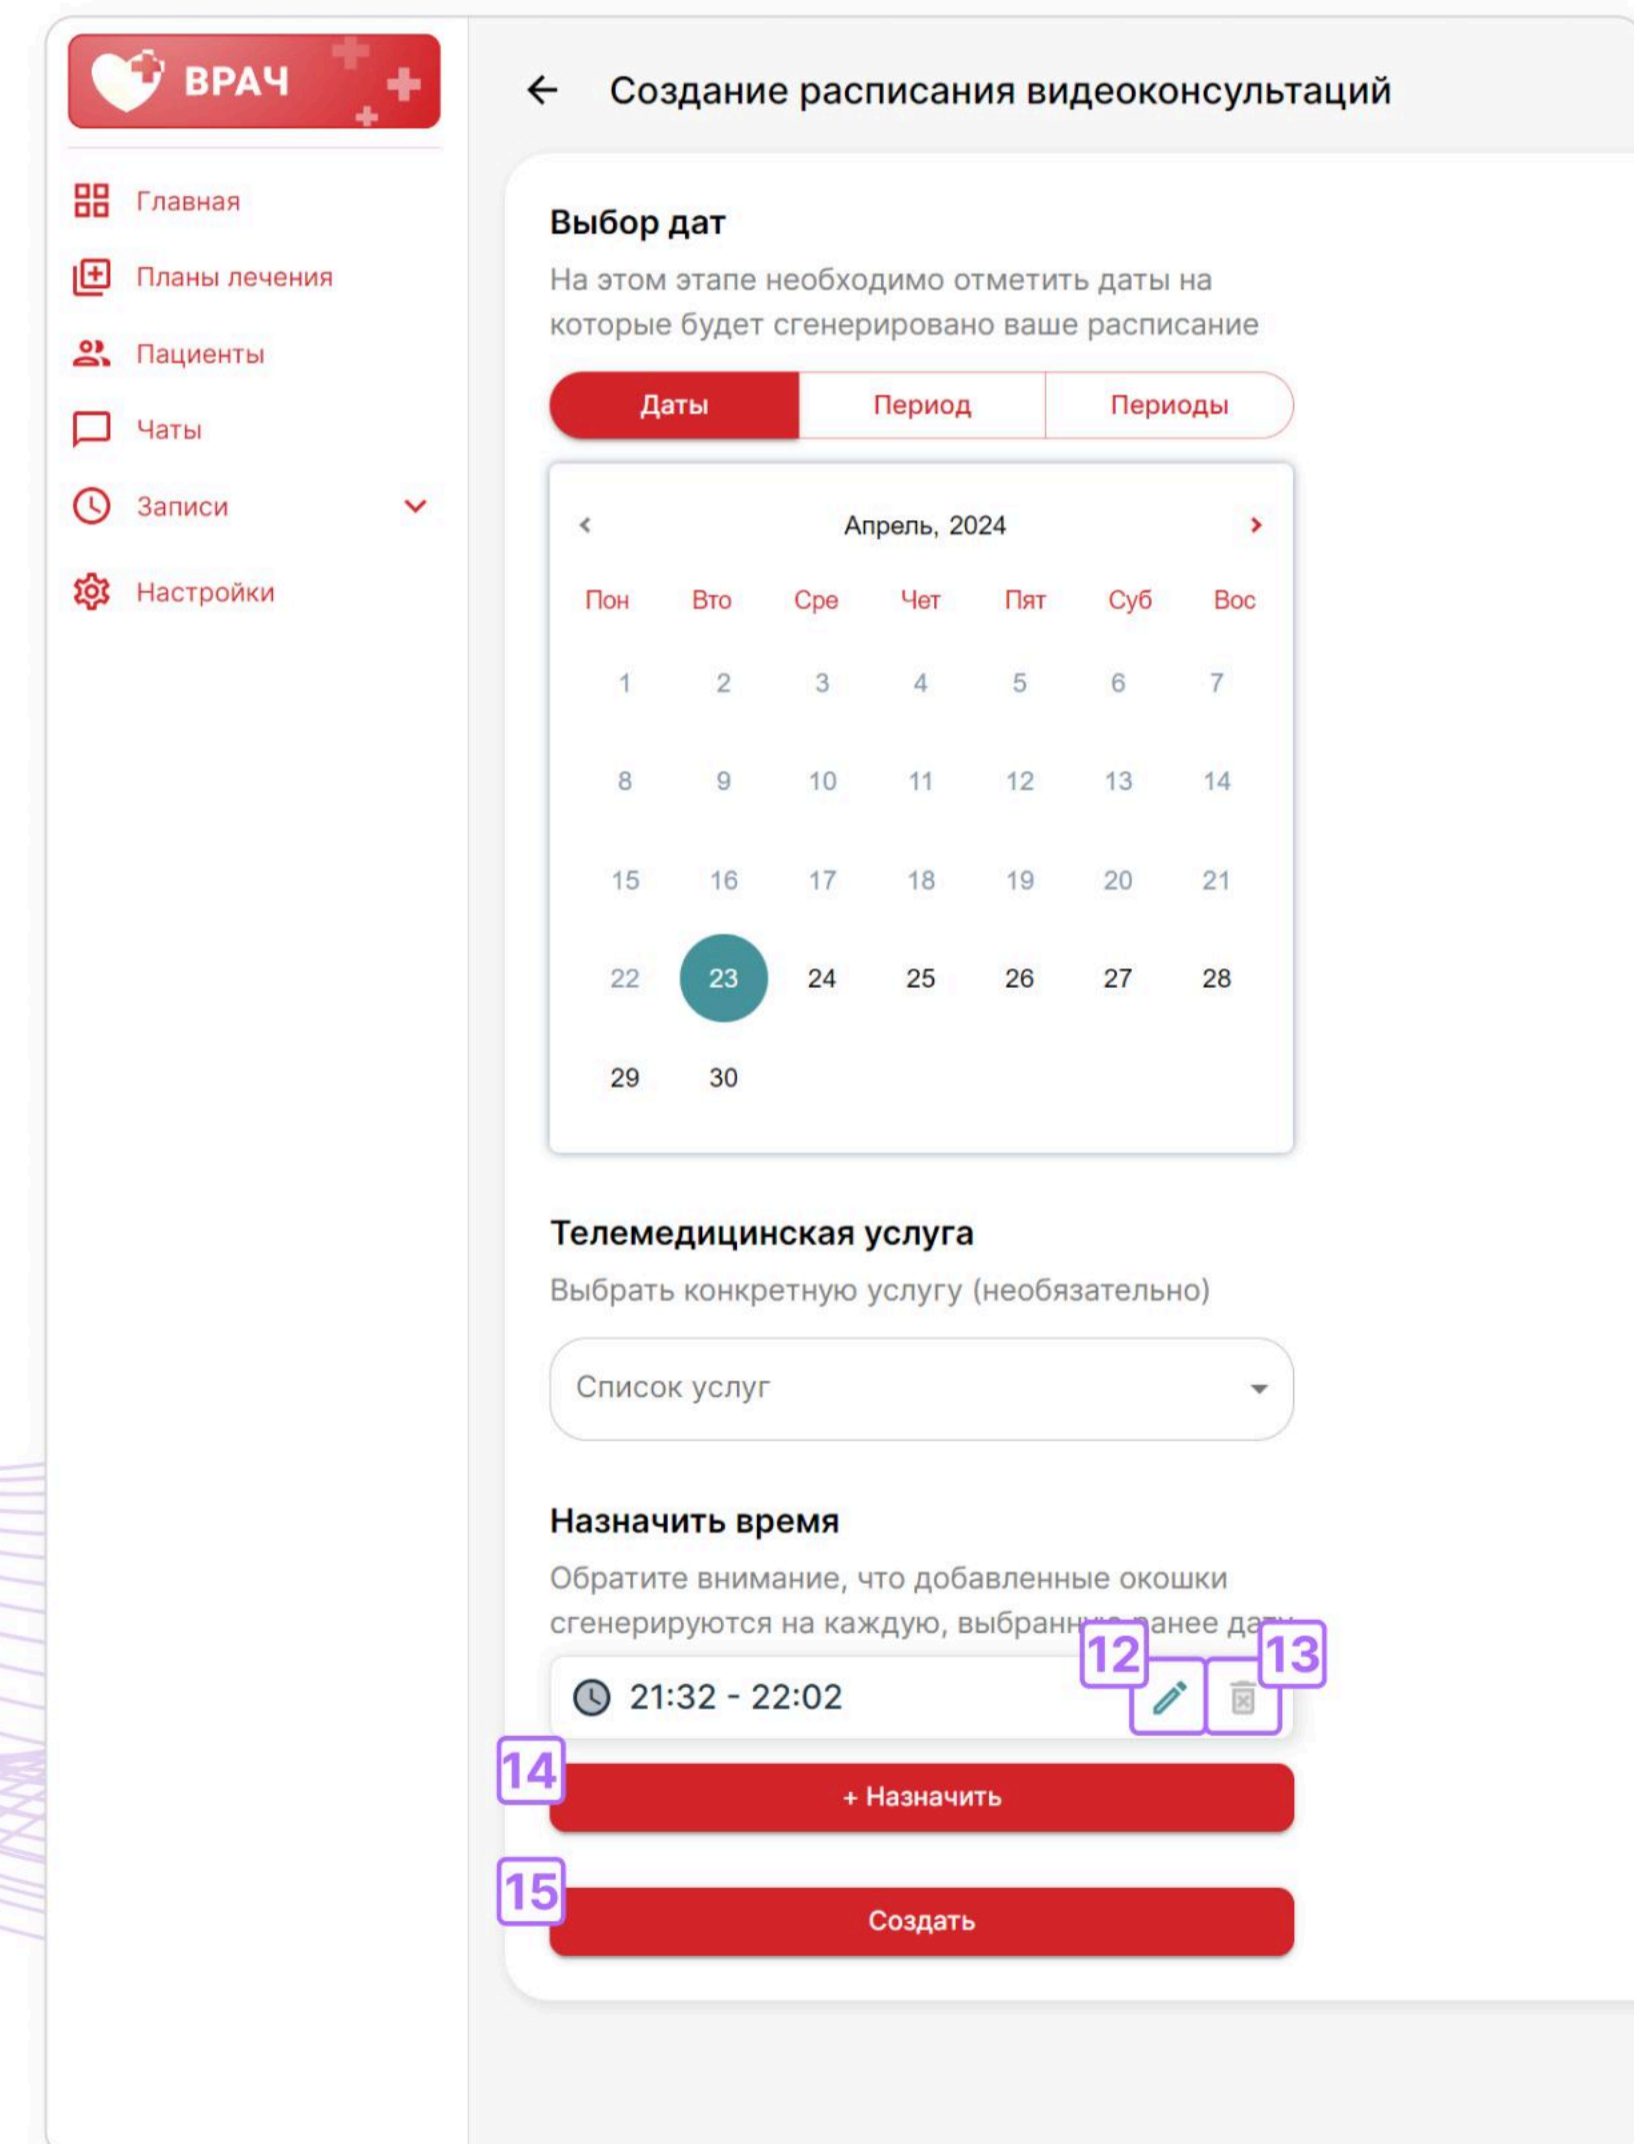 ВРАЧ
Главная
Планы лечения
Пациенты
Чаты
Записи
Настройки
Создание расписания видеоконсультаций
Выбор дат
На этом этапе необходимо отметить даты на
которые будет сгенерировано ваше расписание
Даты Период Периоды
Апрель, 2024
Пон Вто Сре Чет Пят Суб Вос
1 2 3 4 5 6 7
8 9 10 11 12 13 14
15 16 17 18 19 20 21
22 23 24 25 26 27 28
29 30
Телемедицинская услуга
Выбрать конкретную услугу (необязательно)
Список услуг
Назначить время
Обратите внимание, что добавленные окошки
сгенерируются на каждую, выбранную ранее дату
12 13
21:32 - 22:02
14
+ Назначить
15
Создать